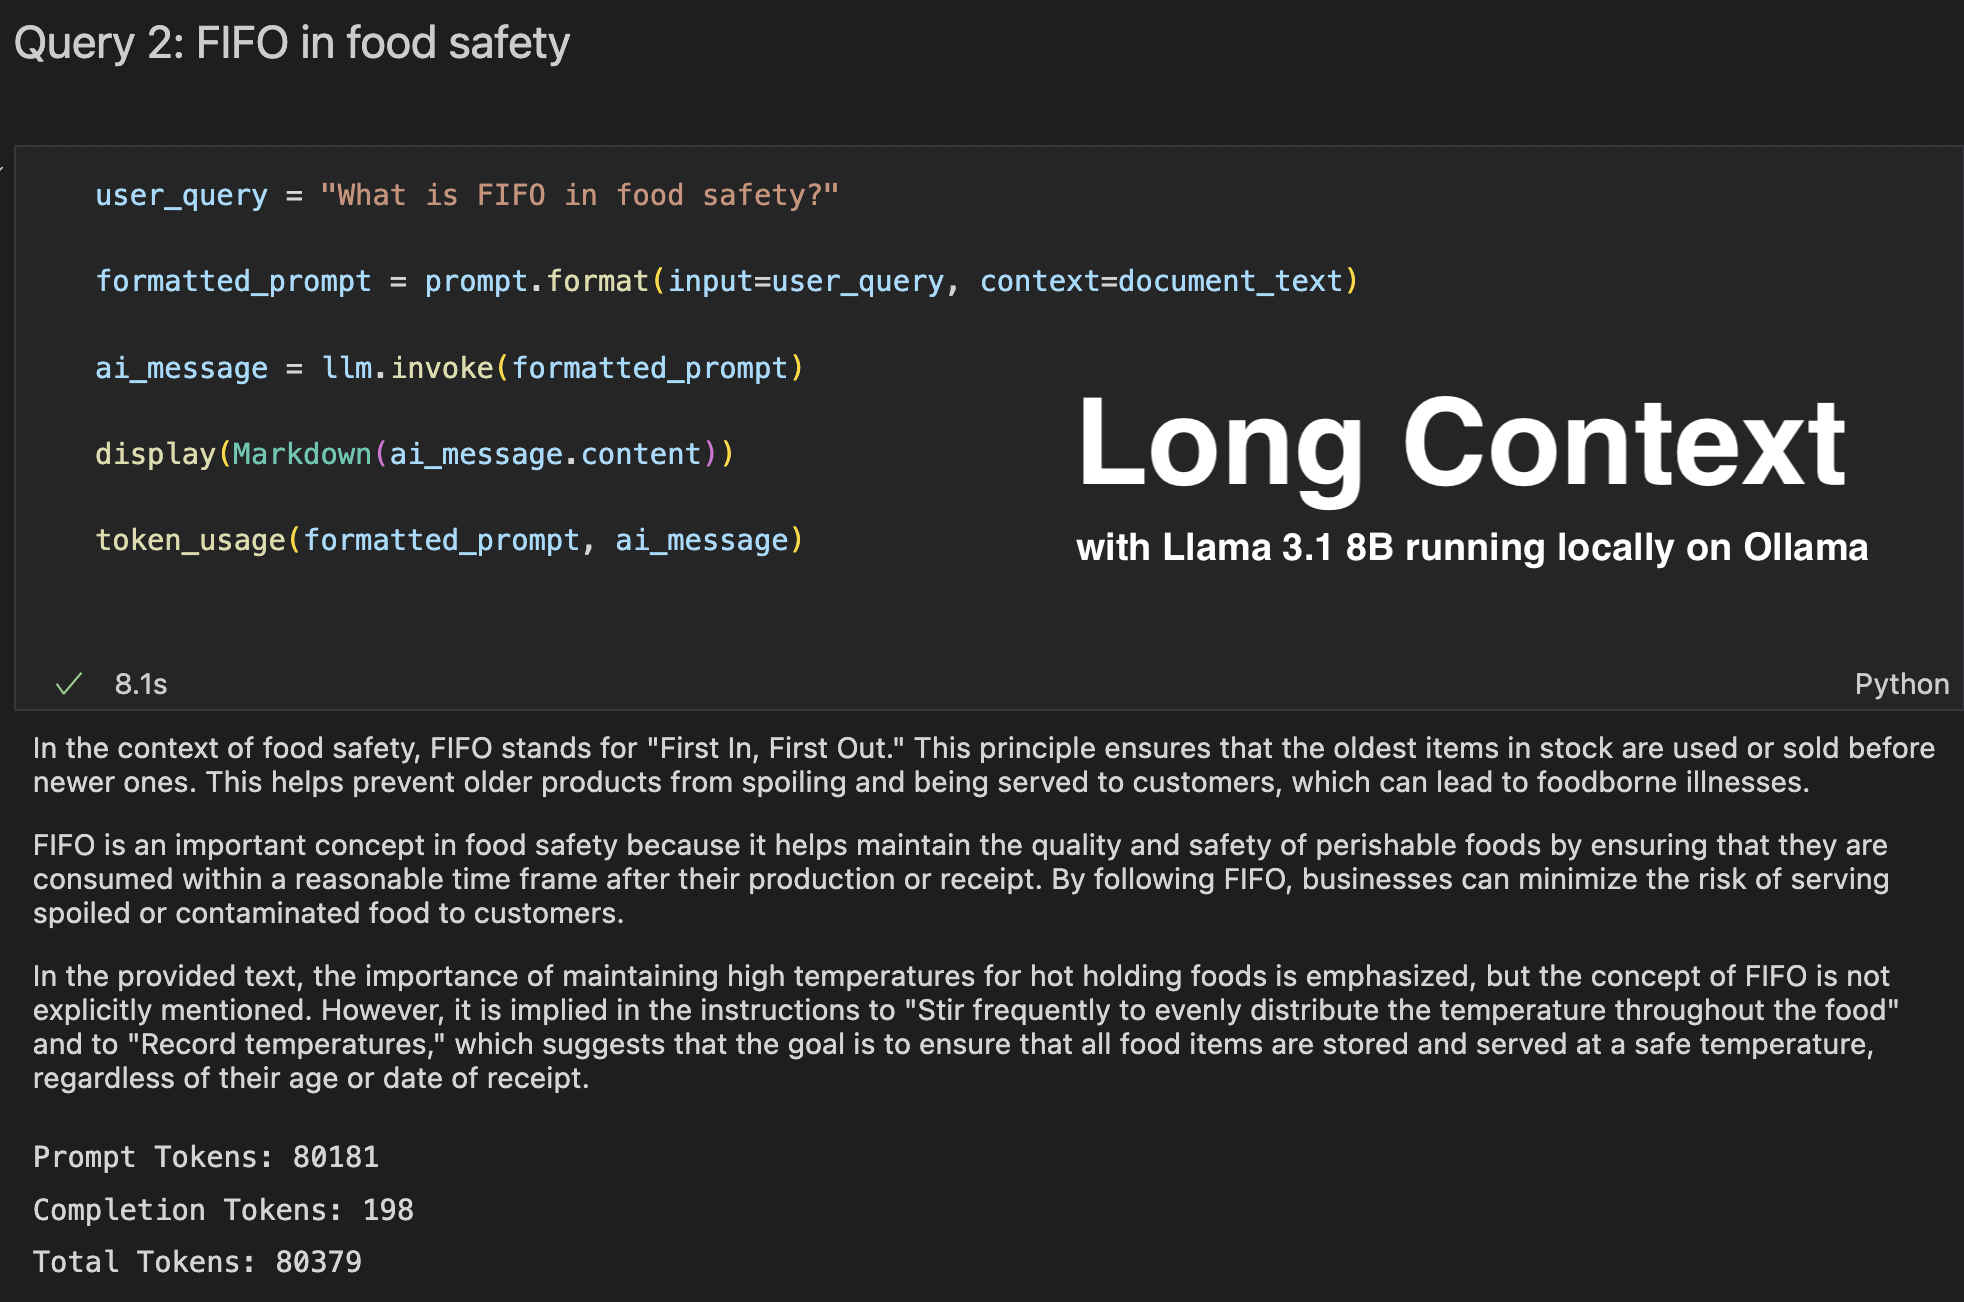 Query 2: FIFO in food safety
user_query = "What is FIFO in food safety?"
formatted_prompt = prompt.format(input=user_query, context=document_text)
ai_message = llm.invoke(formatted_prompt)
display(Markdown(ai_message.content))
token_usage(formatted_prompt, ai_message)
Long Context
with Llama 3.1 8B running locally on Ollama
8.1s
Python
In the context of food safety, FIFO stands for "First In, First Out." This principle ensures that the oldest items in stock are used or sold before
newer ones. This helps prevent older products from spoiling and being served to customers, which can lead to foodborne illnesses.
FIFO is an important concept in food safety because it helps maintain the quality and safety of perishable foods by ensuring that they are
consumed within a reasonable time frame after their production or receipt. By following FIFO, businesses can minimize the risk of serving
spoiled or contaminated food to customers.
In the provided text, the importance of maintaining high temperatures for hot holding foods is emphasized, but the concept of FIFO is not
explicitly mentioned. However, it is implied in the instructions to "Stir frequently to evenly distribute the temperature throughout the food"
and to "Record temperatures," which suggests that the goal is to ensure that all food items are stored and served at a safe temperature,
regardless of their age or date of receipt.
Prompt Tokens: 80181
Completion Tokens: 198
Total Tokens: 80379